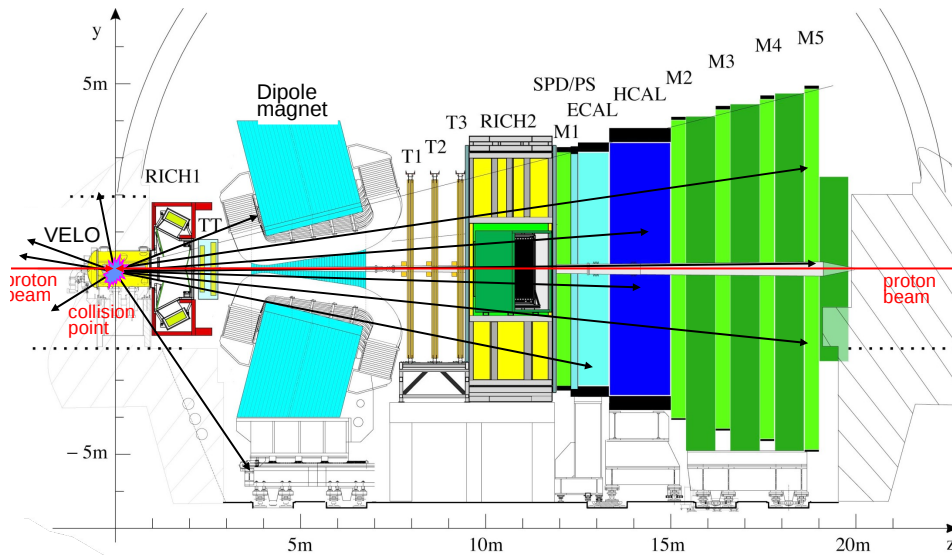 y
5m
Dipole
magnet
SPD/PS
ECAL
HCAL
M2
M3
M4
M5
RICH1
TT
T1
T2
T3
RICH2
M1
VELO
proton
beam
collision
point
proton
beam
− 5m
5m
10m
15m
20m
z